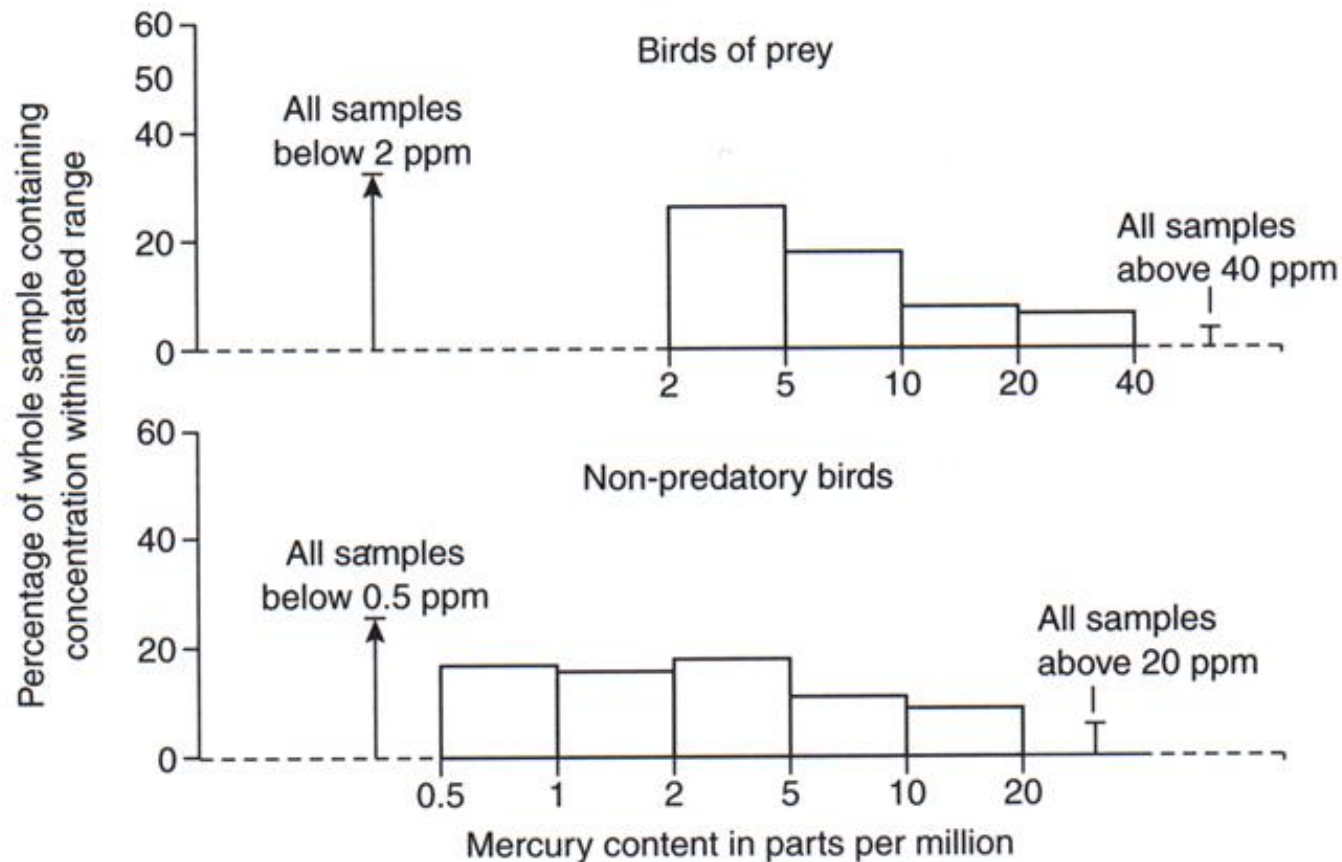 Percentage of whole sample containing
concentration within stated range
60
50
40
20
0
Birds of prey
All samples
below 2 ppm
All samples
above 40 ppm
2 5 10 20 40
60
40
20
0
Non-predatory birds
All samples
below 0.5 ppm
All samples
above 20 ppm
0.5 1 2 5 10 20
Mercury content in parts per million